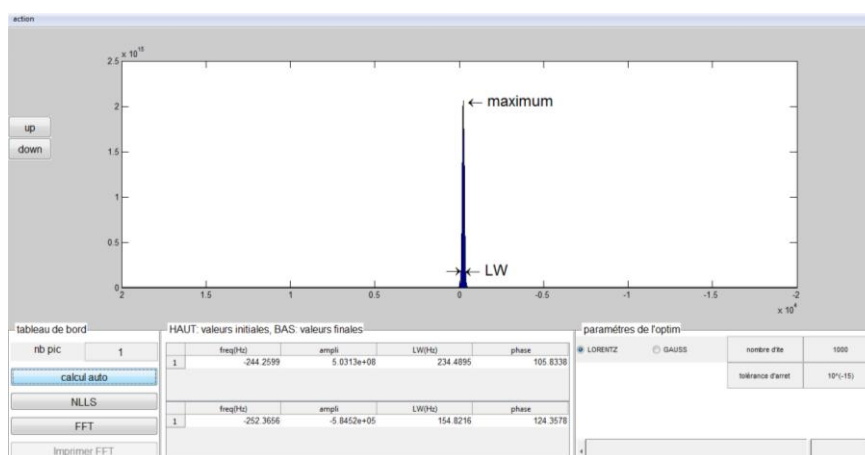 action
x 10^15
2.5
2
1.5
1
0.5
0
up
down
← maximum
→ ← LW
2 1.5 1 0.5 0 -0.5 -1 -1.5 -2
x 10^4
tableau de bord
nb pic 1
calcul auto
NLLS
FFT
Imprimer FFT
HAUT: valeurs initiales, BAS: valeurs finales
freq(Hz) ampli LW(Hz) phase
1 -244.2599 5.0313e+08 234.4895 105.8338
freq(Hz) ampli LW(Hz) phase
1 -252.3656 -5.8452e+05 154.8216 124.3578
paramétres de l'optim
LORENTZ GAUSS nombre d'ite 1000
tolérance d'arret 10^(-15)